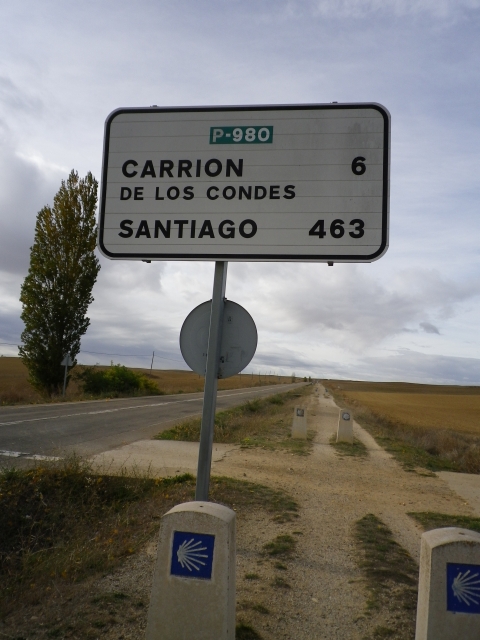 P-980
CARRION 6
DE LOS CONDES
SANTIAGO 463